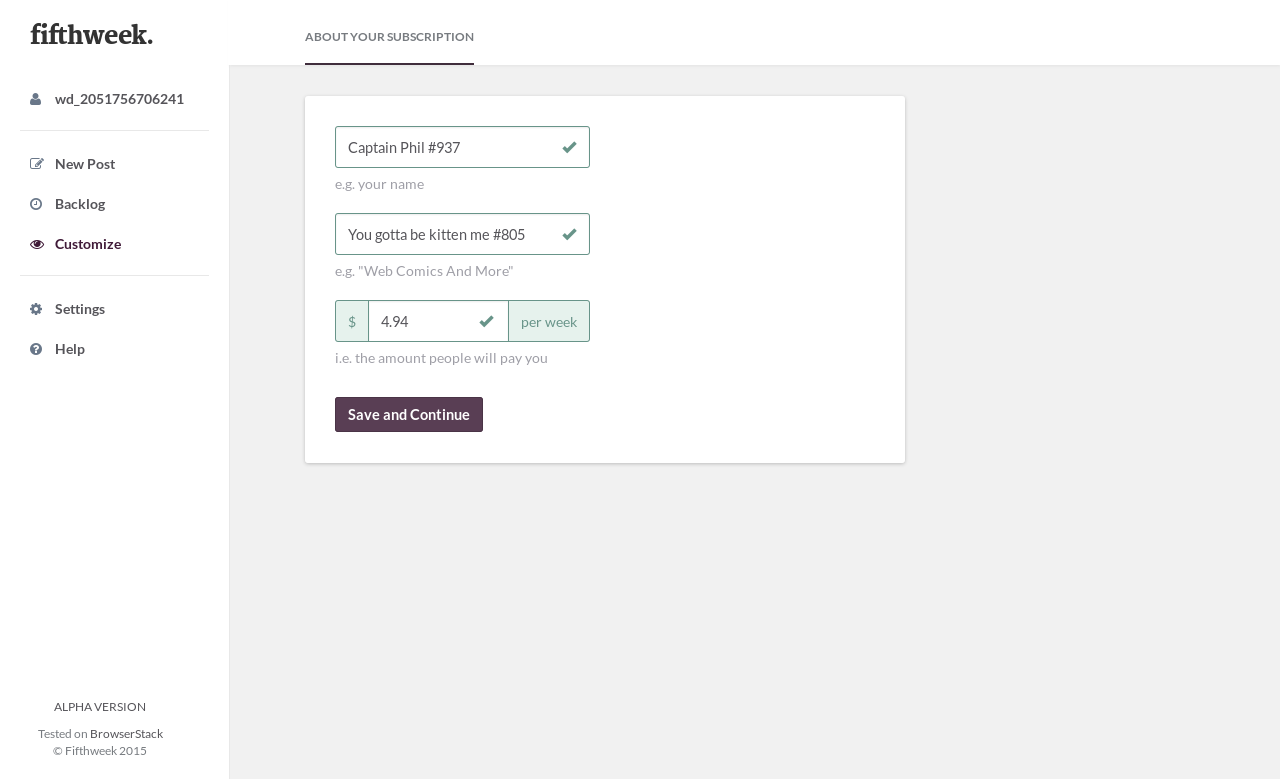 fifthweek.
ABOUT YOUR SUBSCRIPTION
wd_2051756706241
New Post
Backlog
Customize
Settings
Help
Captain Phil #937
e.g. your name
You gotta be kitten me #805
e.g. "Web Comics And More"
$ 4.94 per week
i.e. the amount people will pay you
Save and Continue
ALPHA VERSION
Tested on BrowserStack
© Fifthweek 2015